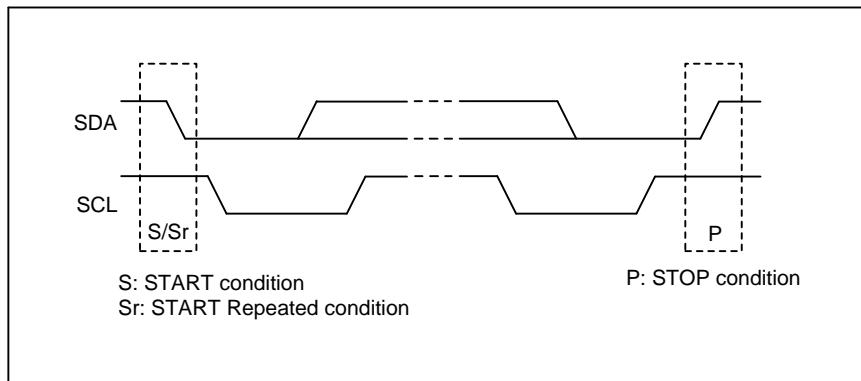 SDA
SCL
S/Sr
P
S: START condition
Sr: START Repeated condition
P: STOP condition